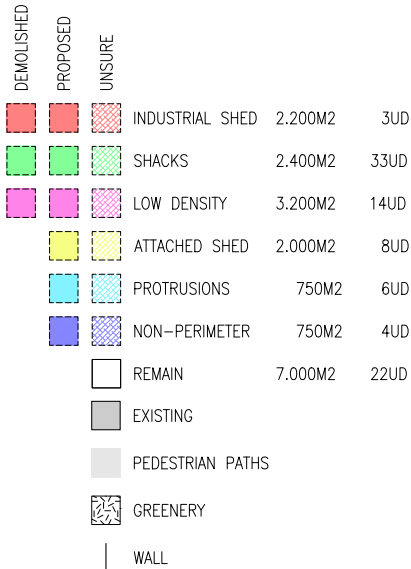 DEMOLISHED
PROPOSED
UNSURE
INDUSTRIAL SHED 2.200M2 3UD
SHACKS 2.400M2 33UD
LOW DENSITY 3.200M2 14UD
ATTACHED SHED 2.000M2 8UD
PROTRUSIONS 750M2 6UD
NON-PERIMETER 750M2 4UD
REMAIN 7.000M2 22UD
EXISTING
PEDESTRIAN PATHS
GREENERY
WALL